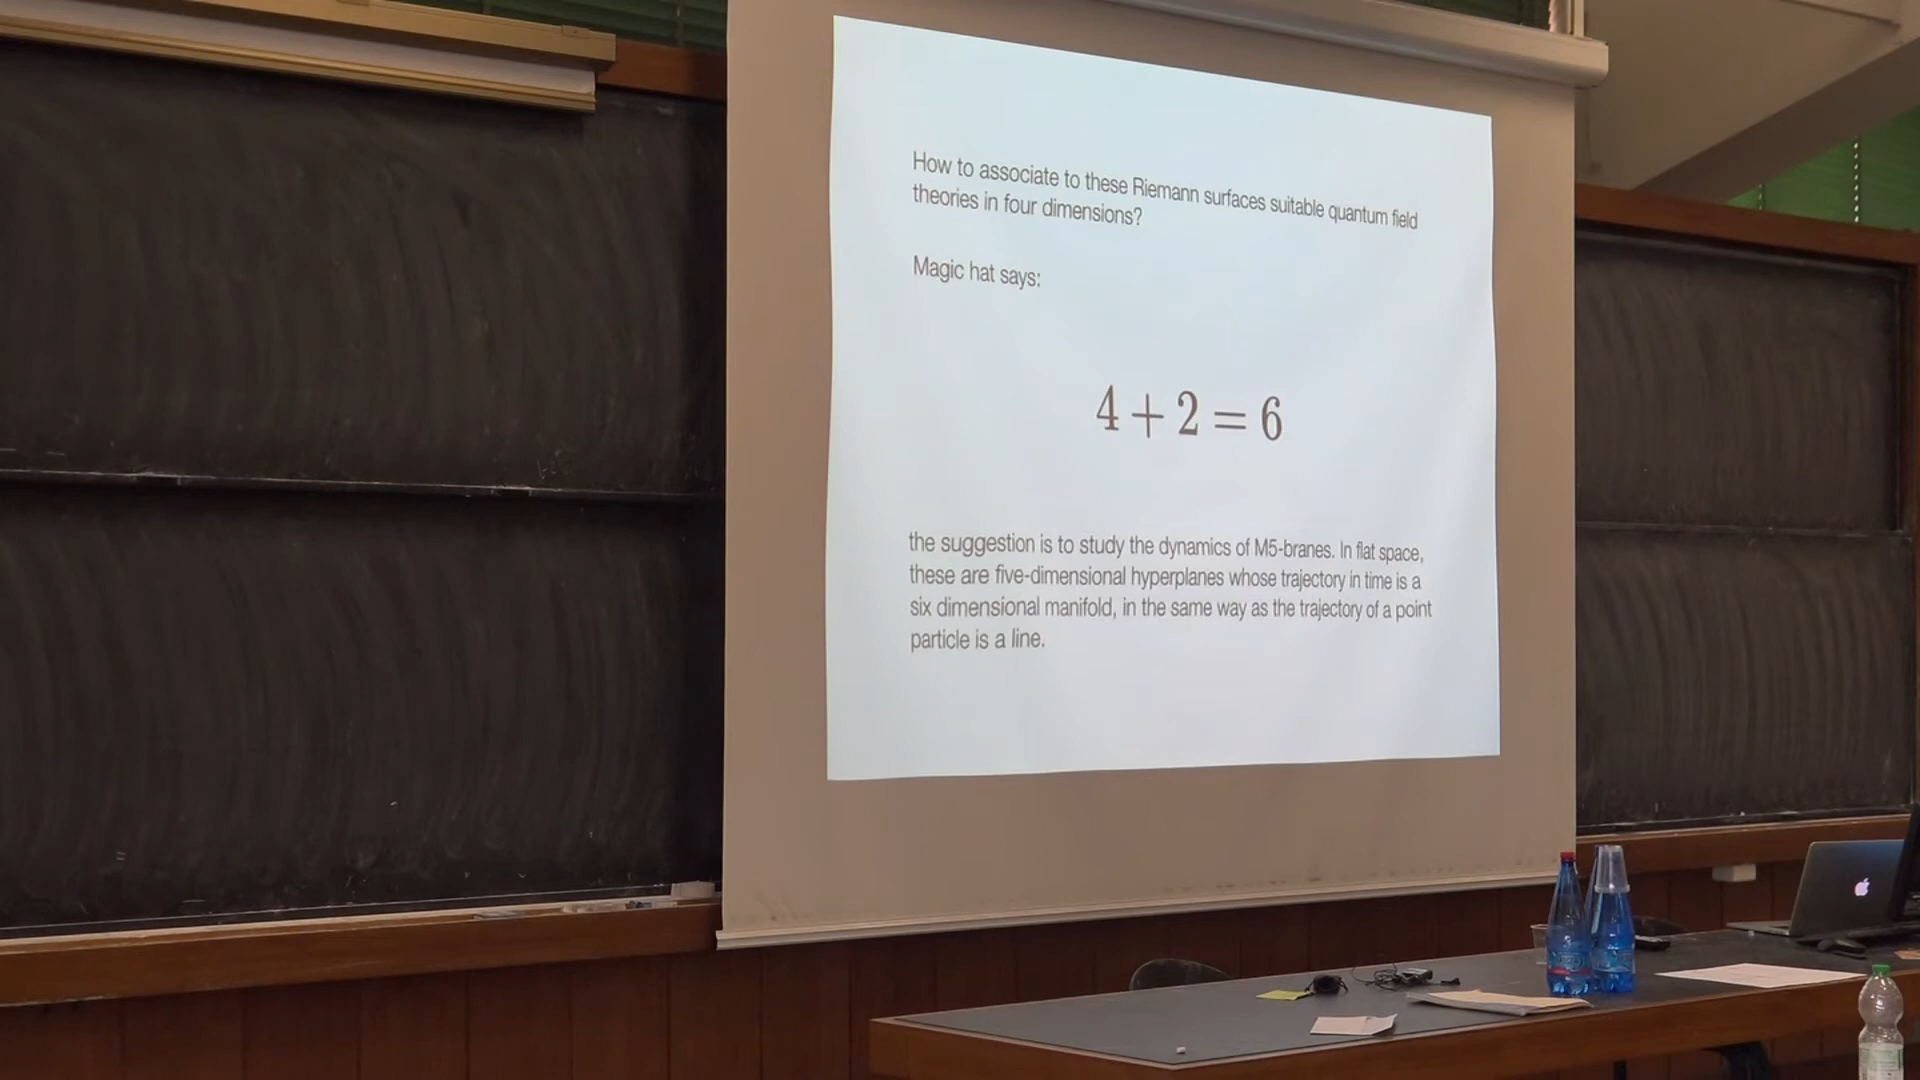 How to associate to these Riemann surfaces suitable quantum field
theories in four dimensions?
Magic hat says:
4 + 2 = 6
the suggestion is to study the dynamics of M5-branes. In flat space,
these are five-dimensional hyperplanes whose trajectory in time is a
six dimensional manifold, in the same way as the trajectory of a point
particle is a line.